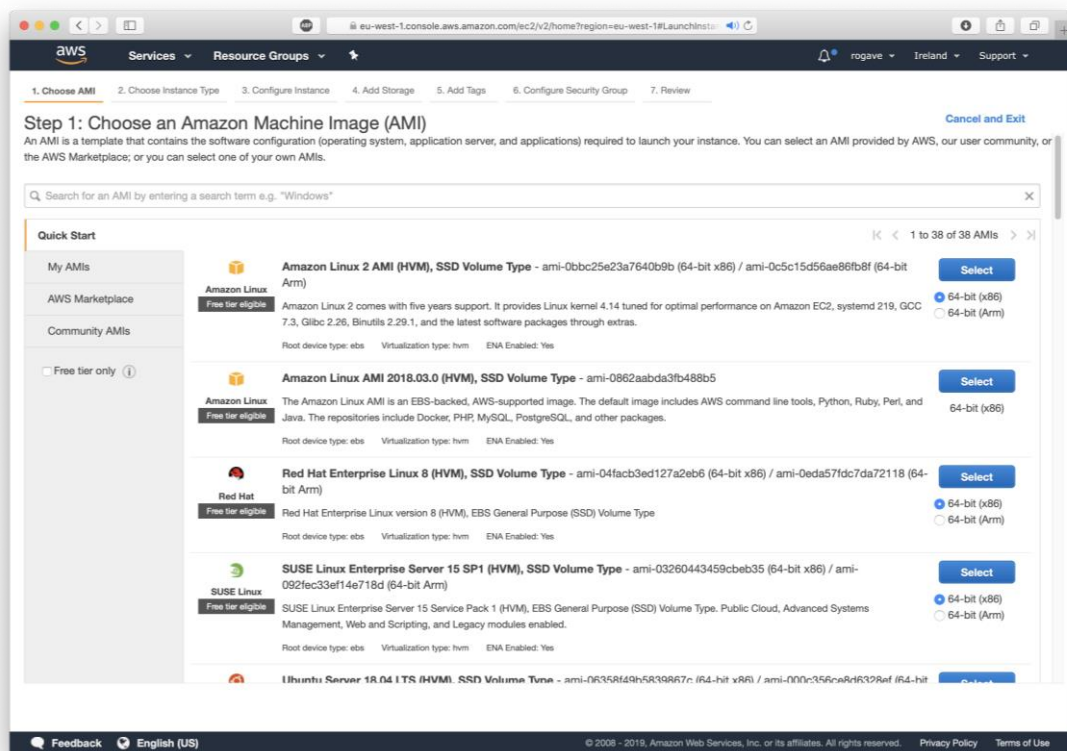 ABP
eu-west-1.console.aws.amazon.com/ec2/v2/home?region=eu-west-1#LaunchInsta
aws Services Resource Groups rogave Ireland Support
1. Choose AMI 2. Choose Instance Type 3. Configure Instance 4. Add Storage 5. Add Tags 6. Configure Security Group 7. Review
Step 1: Choose an Amazon Machine Image (AMI) Cancel and Exit
An AMI is a template that contains the software configuration (operating system, application server, and applications) required to launch your instance. You can select an AMI provided by AWS, our user community, or
the AWS Marketplace; or you can select one of your own AMIs.
Search for an AMI by entering a search term e.g. "Windows"
Quick Start 1 to 38 of 38 AMIs
My AMIs
AWS Marketplace
Community AMIs
Free tier only
Amazon Linux
Free tier eligible
Amazon Linux 2 AMI (HVM), SSD Volume Type - ami-0bbc25e23a7640b9b (64-bit x86) / ami-0c5c15d56ae86fb8f (64-bit
Arm)
Amazon Linux 2 comes with five years support. It provides Linux kernel 4.14 tuned for optimal performance on Amazon EC2, systemd 219, GCC
7.3, Glibc 2.26, Binutils 2.29.1, and the latest software packages through extras.
Root device type: ebs Virtualization type: hvm ENA Enabled: Yes
Select
64-bit (x86)
64-bit (Arm)
Amazon Linux
Free tier eligible
Amazon Linux AMI 2018.03.0 (HVM), SSD Volume Type - ami-0862aabda3fb488b5
The Amazon Linux AMI is an EBS-backed, AWS-supported image. The default image includes AWS command line tools, Python, Ruby, Perl, and
Java. The repositories include Docker, PHP, MySQL, PostgreSQL, and other packages.
Root device type: ebs Virtualization type: hvm ENA Enabled: Yes
Select
64-bit (x86)
Red Hat
Free tier eligible
Red Hat Enterprise Linux 8 (HVM), SSD Volume Type - ami-04facb3ed127a2eb6 (64-bit x86) / ami-0eda57fdc7da72118 (64-
bit Arm)
Red Hat Enterprise Linux version 8 (HVM), EBS General Purpose (SSD) Volume Type
Root device type: ebs Virtualization type: hvm ENA Enabled: Yes
Select
64-bit (x86)
64-bit (Arm)
SUSE Linux
Free tier eligible
SUSE Linux Enterprise Server 15 SP1 (HVM), SSD Volume Type - ami-03260443459cbeb35 (64-bit x86) / ami-
092fec33ef14e718d (64-bit Arm)
SUSE Linux Enterprise Server 15 Service Pack 1 (HVM), EBS General Purpose (SSD) Volume Type. Public Cloud, Advanced Systems
Management, Web and Scripting, and Legacy modules enabled.
Root device type: ebs Virtualization type: hvm ENA Enabled: Yes
Select
64-bit (x86)
64-bit (Arm)
Ubuntu Server 18.04 LTS (HVM), SSD Volume Type - ami-06358f49b5839867c (64-bit x86) / ami-000c356ce8d6328ef (64-bit
Select
Feedback English (US) © 2008 - 2019, Amazon Web Services, Inc. or its affiliates. All rights reserved. Privacy Policy Terms of Use